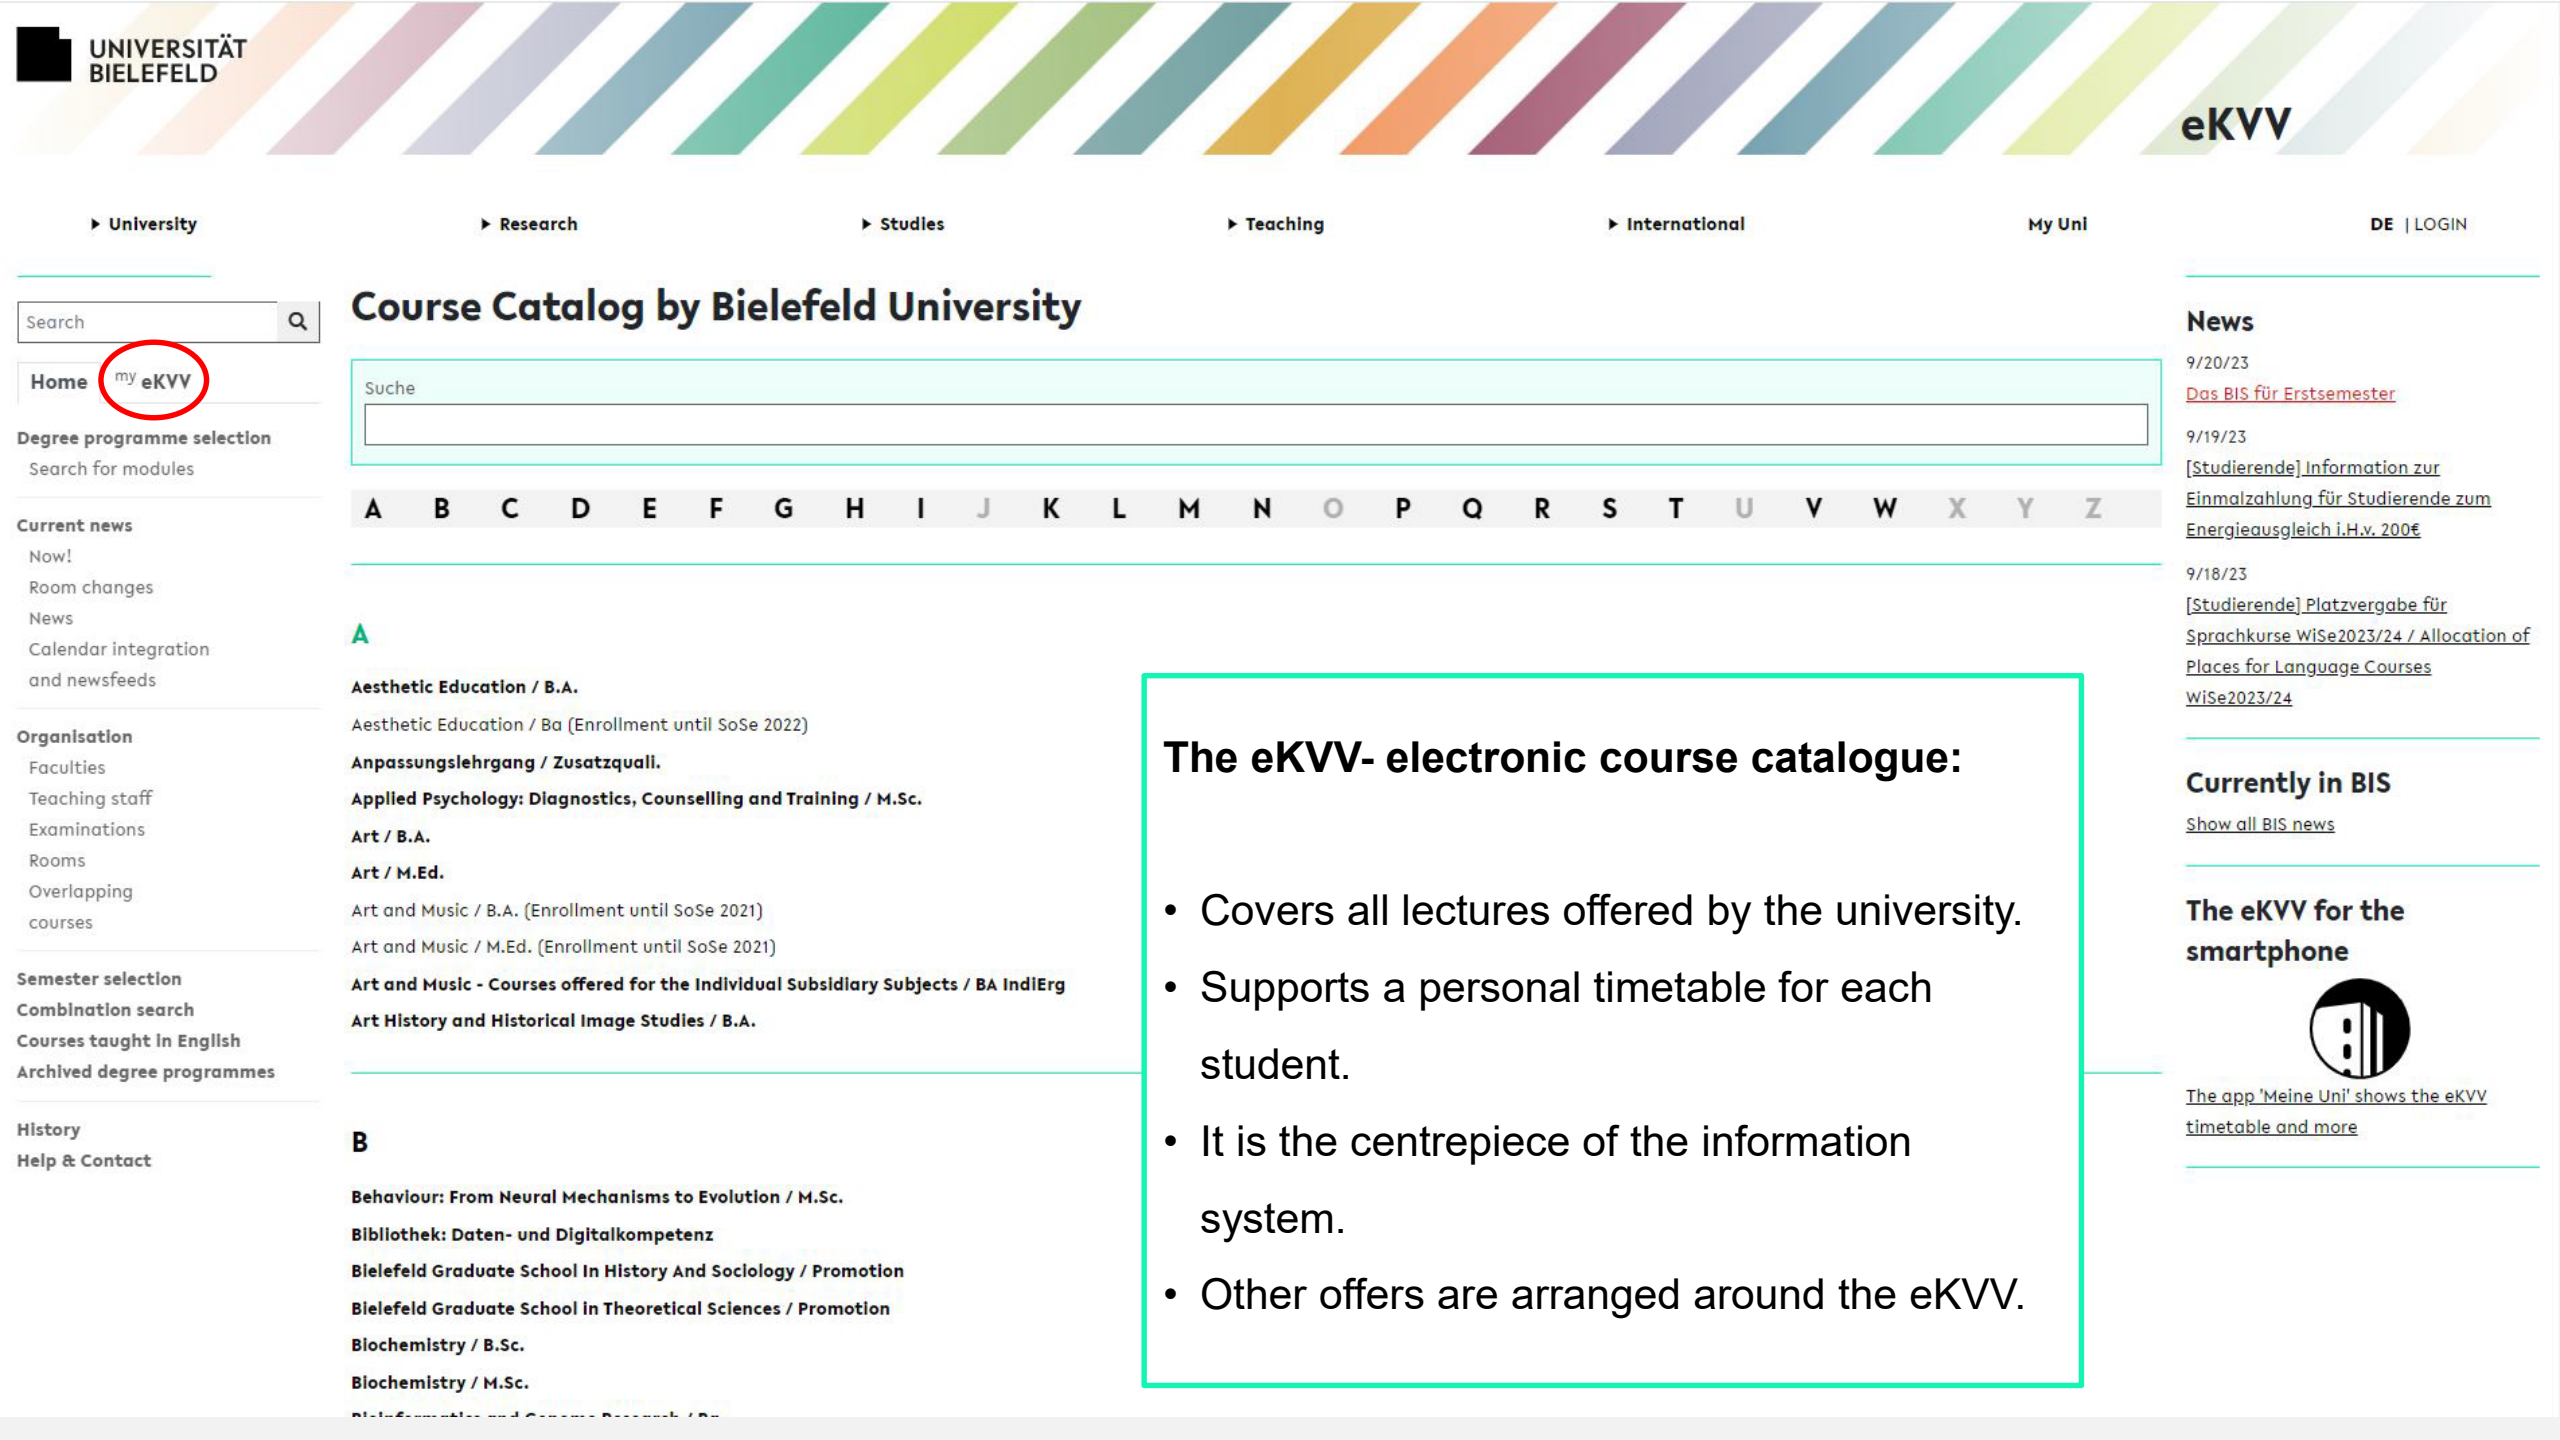 UNIVERSITÄT
BIELEFELD
eKVV
University
Research
Studies
Teaching
International
My Uni
DE | LOGIN
Search
Home my eKVV
Degree programme selection
Search for modules
Current news
Now!
Room changes
News
Calendar integration
and newsfeeds
Organisation
Faculties
Teaching staff
Examinations
Rooms
Overlapping
courses
Semester selection
Combination search
Courses taught in English
Archived degree programmes
History
Help & Contact
Course Catalog by Bielefeld University
Suche
A B C D E F G H I J K L M N O P Q R S T U V W X Y Z
A
Aesthetic Education / B.A.
Aesthetic Education / Ba (Enrollment until SoSe 2022)
Anpassungslehrgang / Zusatzquali.
Applied Psychology: Diagnostics, Counselling and Training / M.Sc.
Art / B.A.
Art / M.Ed.
Art and Music / B.A. (Enrollment until SoSe 2021)
Art and Music / M.Ed. (Enrollment until SoSe 2021)
Art and Music - Courses offered for the Individual Subsidiary Subjects / BA IndiErg
Art History and Historical Image Studies / B.A.
B
Behaviour: From Neural Mechanisms to Evolution / M.Sc.
Bibliothek: Daten- und Digitalkompetenz
Bielefeld Graduate School In History And Sociology / Promotion
Bielefeld Graduate School in Theoretical Sciences / Promotion
Biochemistry / B.Sc.
Biochemistry / M.Sc.
The eKVV- electronic course catalogue:
• Covers all lectures offered by the university.
• Supports a personal timetable for each
student.
• It is the centrepiece of the information
system.
• Other offers are arranged around the eKVV.
News
9/20/23
Das BIS für Erstsemester
9/19/23
[Studierende] Information zur
Einmalzahlung für Studierende zum
Energieausgleich i.H.v. 200€
9/18/23
[Studierende] Platzvergabe für
Sprachkurse WiSe2023/24 / Allocation of
Places for Language Courses
WiSe2023/24
Currently in BIS
Show all BIS news
The eKVV for the
smartphone
The app 'Meine Uni' shows the eKVV
timetable and more